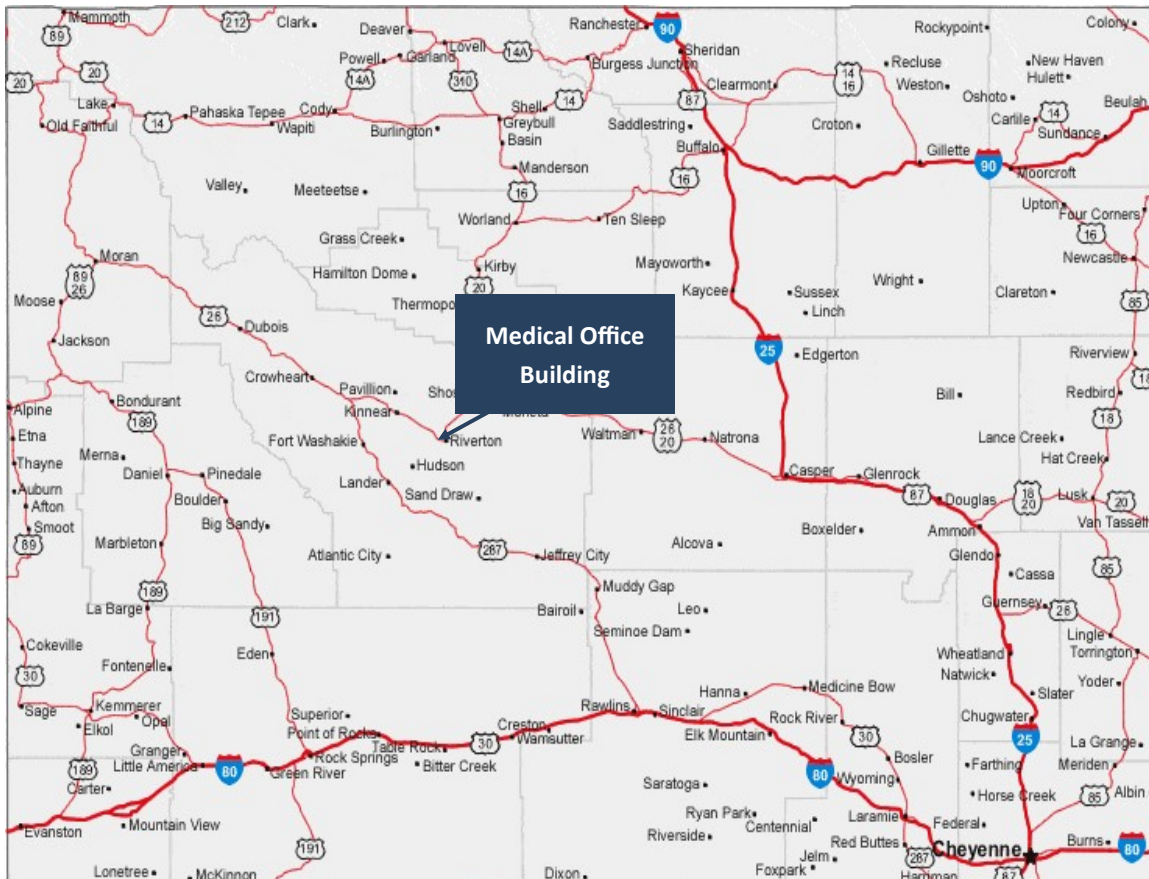 Mammoth
212
Clark
Deaver
Ranchester
90
Rockypoint
Colony
89
Lovell
Sheridan
Powell
Garland
14A
Burgess Junction
Recluse
New Haven
20
20
14A
310
Clearmont
14
16
Weston
Hulett
Lake
Cody
Shell
14
87
Oshoto
Beulah
14
Pahaska Tepee
Greybull
Saddlestring
Croton
Carlile
14
Old Faithful
Wapiti
Burlington
Basin
Buffalo
Sundance
Manderson
Gillette
90
Moorcroft
Valley
Meeteetse
16
16
Upton
Four Corners
Worland
Ten Sleep
16
Grass Creek
Moran
Kirby
Mayoworth
Newcastle
89
26
Hamilton Dome
20
Wright
Moose
Thermopo
Kaycee
Sussex
Clareton
85
26
Dubois
Medical Office
Building
Linch
Jackson
25
Edgerton
Riverview
Crowheart
Pavillion
Sho
Bill
Redbird
18
Bondurant
Alpine
Kinnear
Moneta
18
189
Etna
Fort Washakie
Riverton
Waltman
26
20
Natrona
Lance Creek
Merna
Hudson
Hat Creek
Thayne
Daniel
Pinedale
Lander
Casper
Glenrock
Auburn
Boulder
Sand Draw
87
Douglas
18
20
Lusk
20
Afton
Smoot
Big Sandy
Ammon
Van Tassell
89
Marbleton
Atlantic City
287
Jeffrey City
Alcova
Boxelder
Glendo
85
Cassa
189
Muddy Gap
La Barge
Bairoil
Leo
Guernsey
26
191
Seminoe Dam
Lingle
Cokeville
Eden
Wheatland
Torrington
Fontenelle
Natwick
30
Hanna
Medicine Bow
Yoder
Sage
Kemmerer
Superior
Rawlins
Sinclair
Slater
Opal
Creston
Rock River
Chugwater
Elkol
Point of Rocks
30
Wamsutter
Elk Mountain
30
25
Granger
Table Rock
La Grange
189
Little America
80
Rock Springs
Bitter Creek
Bosler
Farthing
Meriden
Green River
80
Wyoming
Carter
Saratoga
Horse Creek
85
Albin
Ryan Park
Evanston
Mountain View
Centennial
Laramie
Federal
191
Riverside
Red Buttes
Cheyenne
Burns
80
Jelm
287
Lonetree
McKinnon
Dixon
Foxpark
Harriman
87